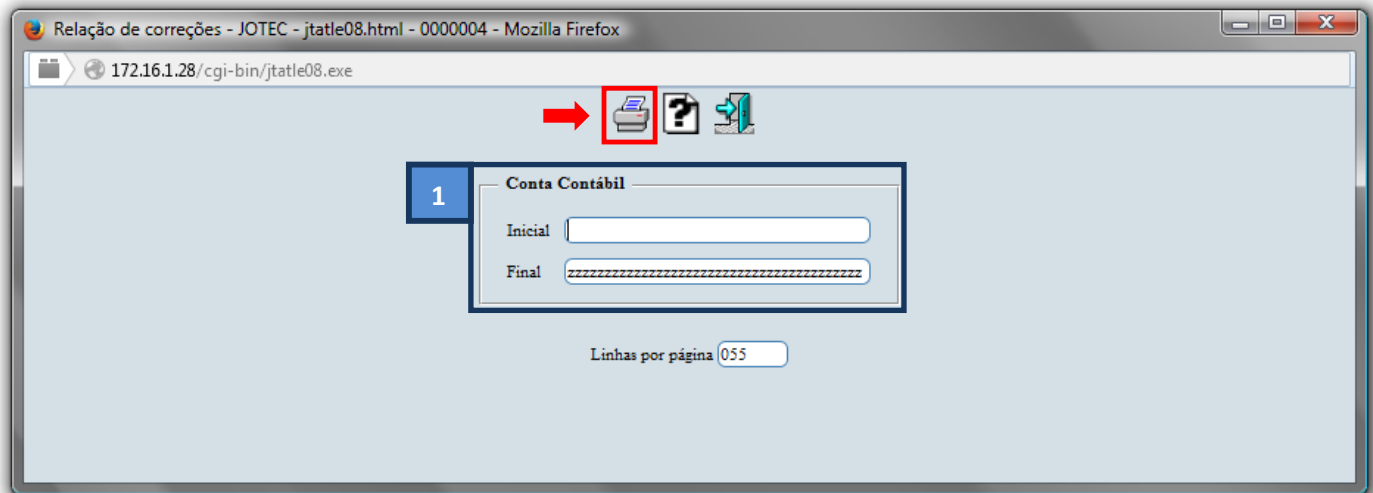 Relação de correções - JOTEC - jtatle08.html - 0000004 - Mozilla Firefox
172.16.1.28/cgi-bin/jtatle08.exe
?
1
Conta Contábil
Inicial
Final zzzzzzzzzzzzzzzzzzzzzzzzzzzzzzzzzzzzzzzz
Linhas por página 055